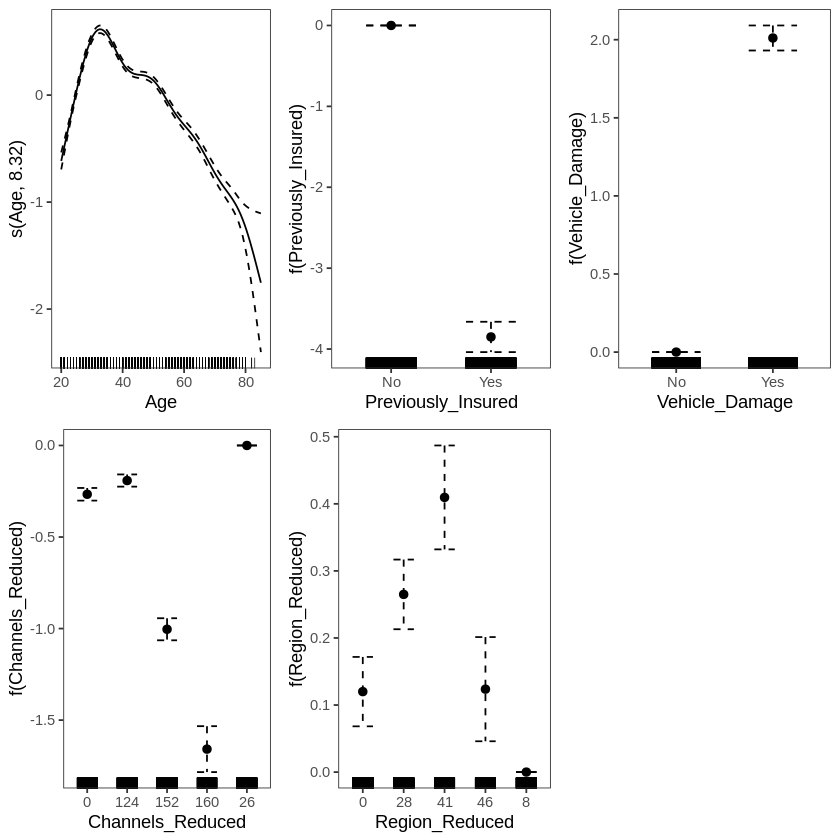 s(Age, 8.32)
0
-1
-2
20 40 60 80
Age
f(Previously_Insured)
0
-1
-2
-3
-4
No Yes
Previously_Insured
f(Vehicle_Damage)
2.0
1.5
1.0
0.5
0.0
No Yes
Vehicle_Damage
f(Channels_Reduced)
0.0
-0.5
-1.0
-1.5
0 124 152 160 26
Channels_Reduced
f(Region_Reduced)
0.5
0.4
0.3
0.2
0.1
0.0
0 28 41 46 8
Region_Reduced